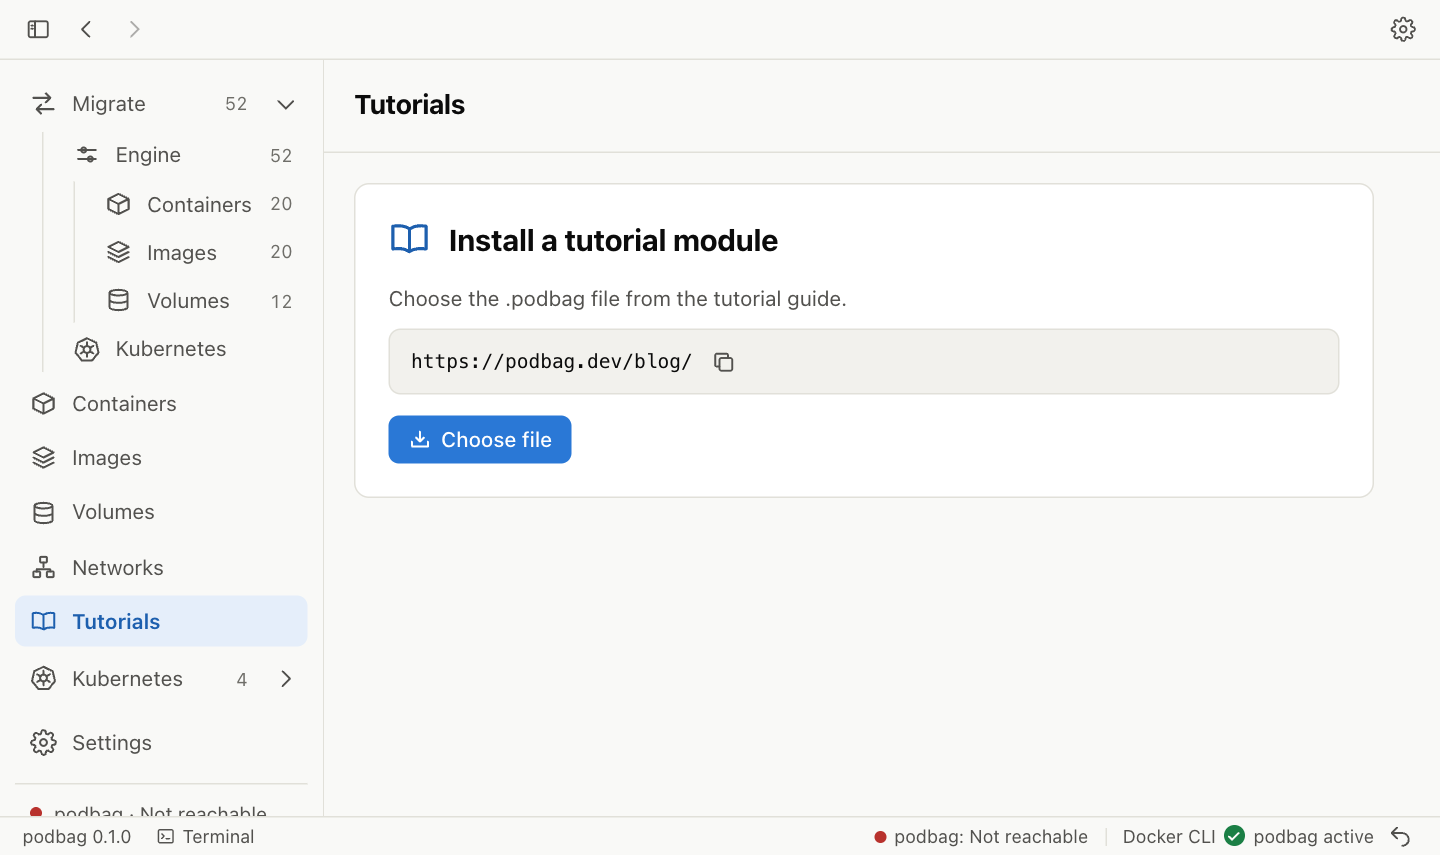 Migrate 52
Engine 52
Containers 20
Images 20
Volumes 12
Kubernetes
Containers
Images
Volumes
Networks
Tutorials
Kubernetes 4
Settings
podbag · Not reachable
Tutorials
Install a tutorial module
Choose the .podbag file from the tutorial guide.
https://podbag.dev/blog/
Choose file
podbag 0.1.0 Terminal podbag: Not reachable Docker CLI podbag active